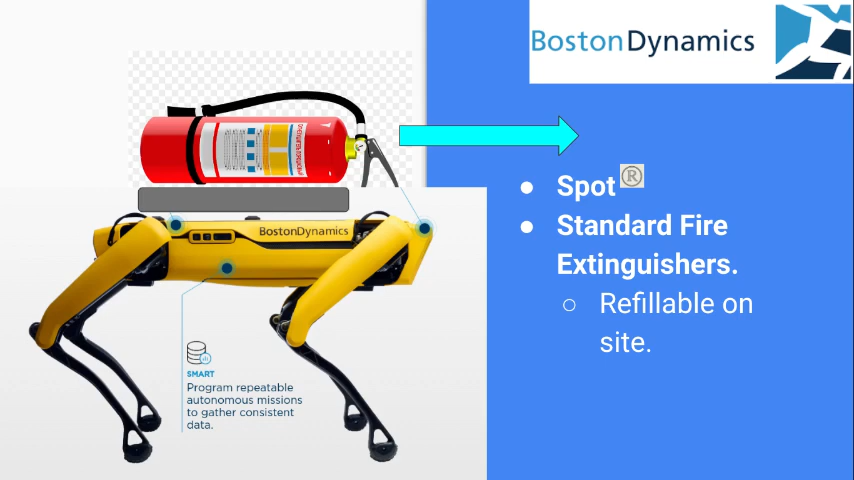 BostonDynamics
Spot®
Standard Fire
Extinguishers.
Refillable on
site.
BostonDynamics
SMART
Program repeatable
autonomous missions
to gather consistent
data.